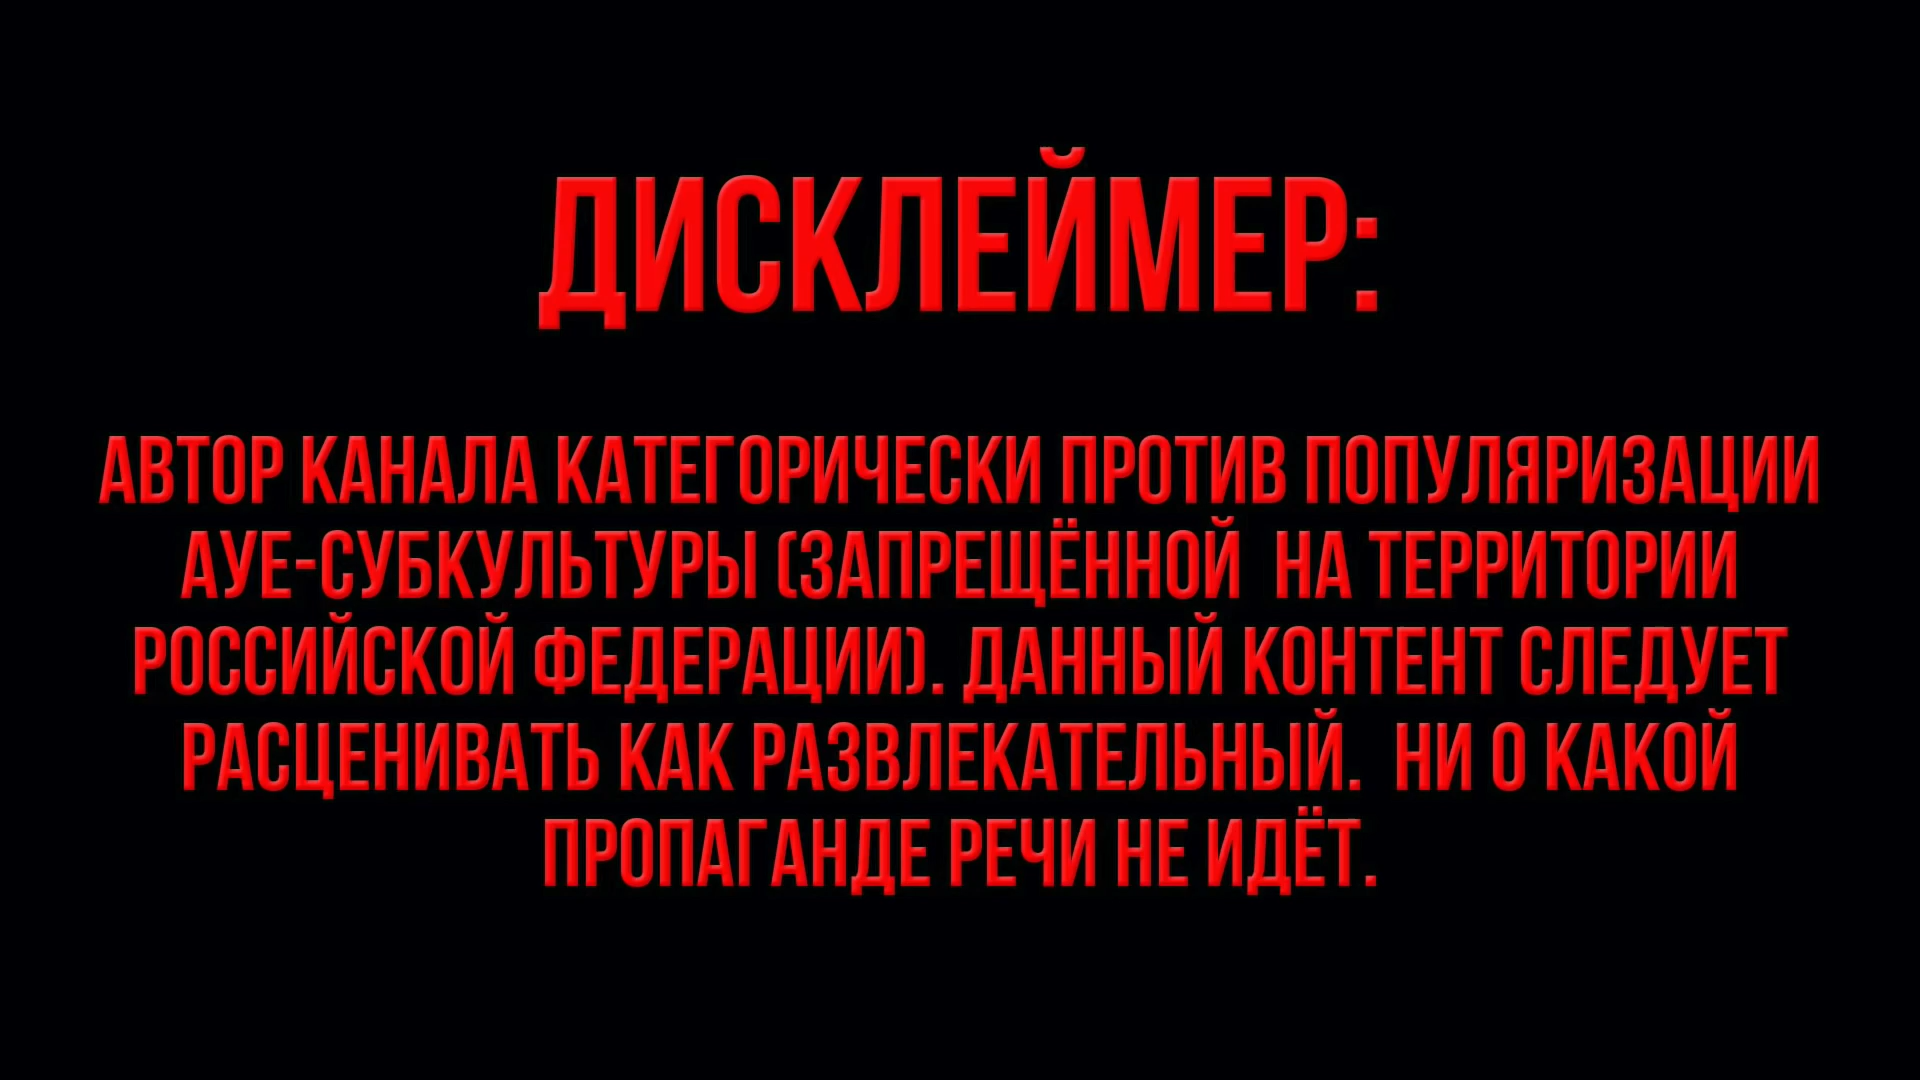 ДИСКЛЕЙМЕР:
АВТОР КАНАЛА КАТЕГОРИЧЕСКИ ПРОТИВ ПОПУЛЯРИЗАЦИИ
АУЕ-СУБКУЛЬТУРЫ (ЗАПРЕЩЁННОЙ НА ТЕРРИТОРИИ
РОССИЙСКОЙ ФЕДЕРАЦИИ). ДАННЫЙ КОНТЕНТ СЛЕДУЕТ
РАСЦЕНИВАТЬ КАК РАЗВЛЕКАТЕЛЬНЫЙ. НИ О КАКОЙ
ПРОПАГАНДЕ РЕЧИ НЕ ИДЁТ.